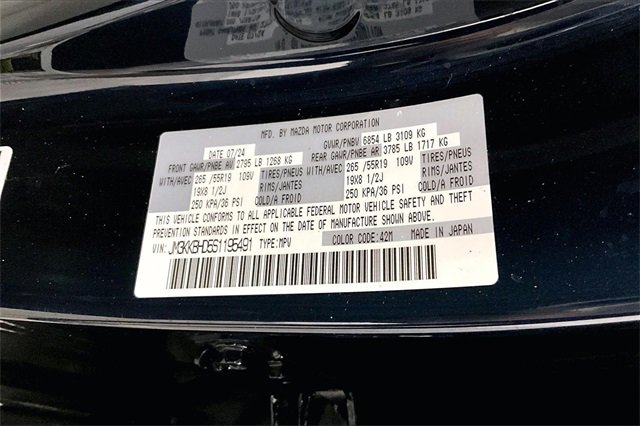 MFD. BY MAZDA MOTOR CORPORATION
DATE 07/24 GVWR/PNBV 6854 LB 3109 KG
FRONT GAWR/PNBE AV 2795 LB 1268 KG REAR GAWR/PNBE AR 3785 LB 1717 KG
WITH/AVEC 265 /55R19 109V TIRES/PNEUS WITH/AVEC 265 /55R19 109V TIRES/PNEUS
19X8 1/2J RIMS/JANTES 19X8 1/2J RIMS/JANTES
250 KPA/36 PSI COLD/A FROID 250 KPA/36 PSI COLD/A FROID
THIS VEHICLE CONFORMS TO ALL APPLICABLE FEDERAL MOTOR VEHICLE SAFETY AND THEFT
PREVENTION STANDARDS IN EFFECT ON THE DATE OF MANUFACTURE SHOWN ABOVE.
VIN: JM3KKBHD6S1195491 TYPE:MPV COLOR CODE:42M MADE IN JAPAN